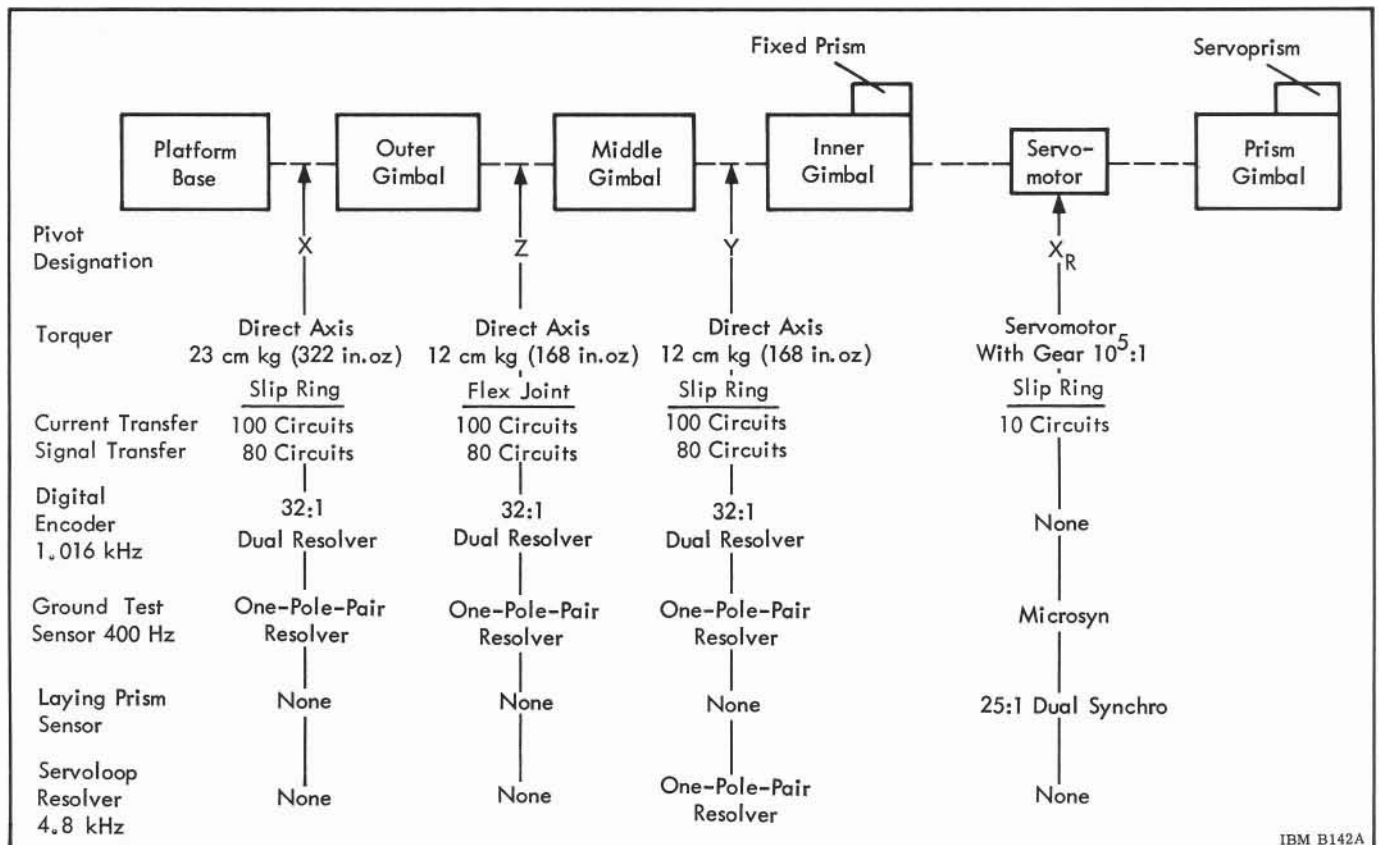 Fixed Prism
Servoprism
Platform
Base
Outer
Gimbal
Middle
Gimbal
Inner
Gimbal
Servo-
motor
Prism
Gimbal
Pivot
Designation
X
Z
Y
X_R
Torquer
Direct Axis
23 cm kg (322 in.oz)
Direct Axis
12 cm kg (168 in.oz)
Direct Axis
12 cm kg (168 in.oz)
Servomotor
With Gear 10⁵:1
Slip Ring
Flex Joint
Slip Ring
Slip Ring
Current Transfer
100 Circuits
100 Circuits
100 Circuits
10 Circuits
Signal Transfer
80 Circuits
80 Circuits
80 Circuits
Digital
Encoder
1.016 kHz
32:1
Dual Resolver
32:1
Dual Resolver
32:1
Dual Resolver
None
Ground Test
Sensor 400 Hz
One-Pole-Pair
Resolver
One-Pole-Pair
Resolver
One-Pole-Pair
Resolver
Microsyn
Laying Prism
Sensor
None
None
None
25:1 Dual Synchro
Servoloop
Resolver
4.8 kHz
None
None
One-Pole-Pair
Resolver
None
IBM B142A